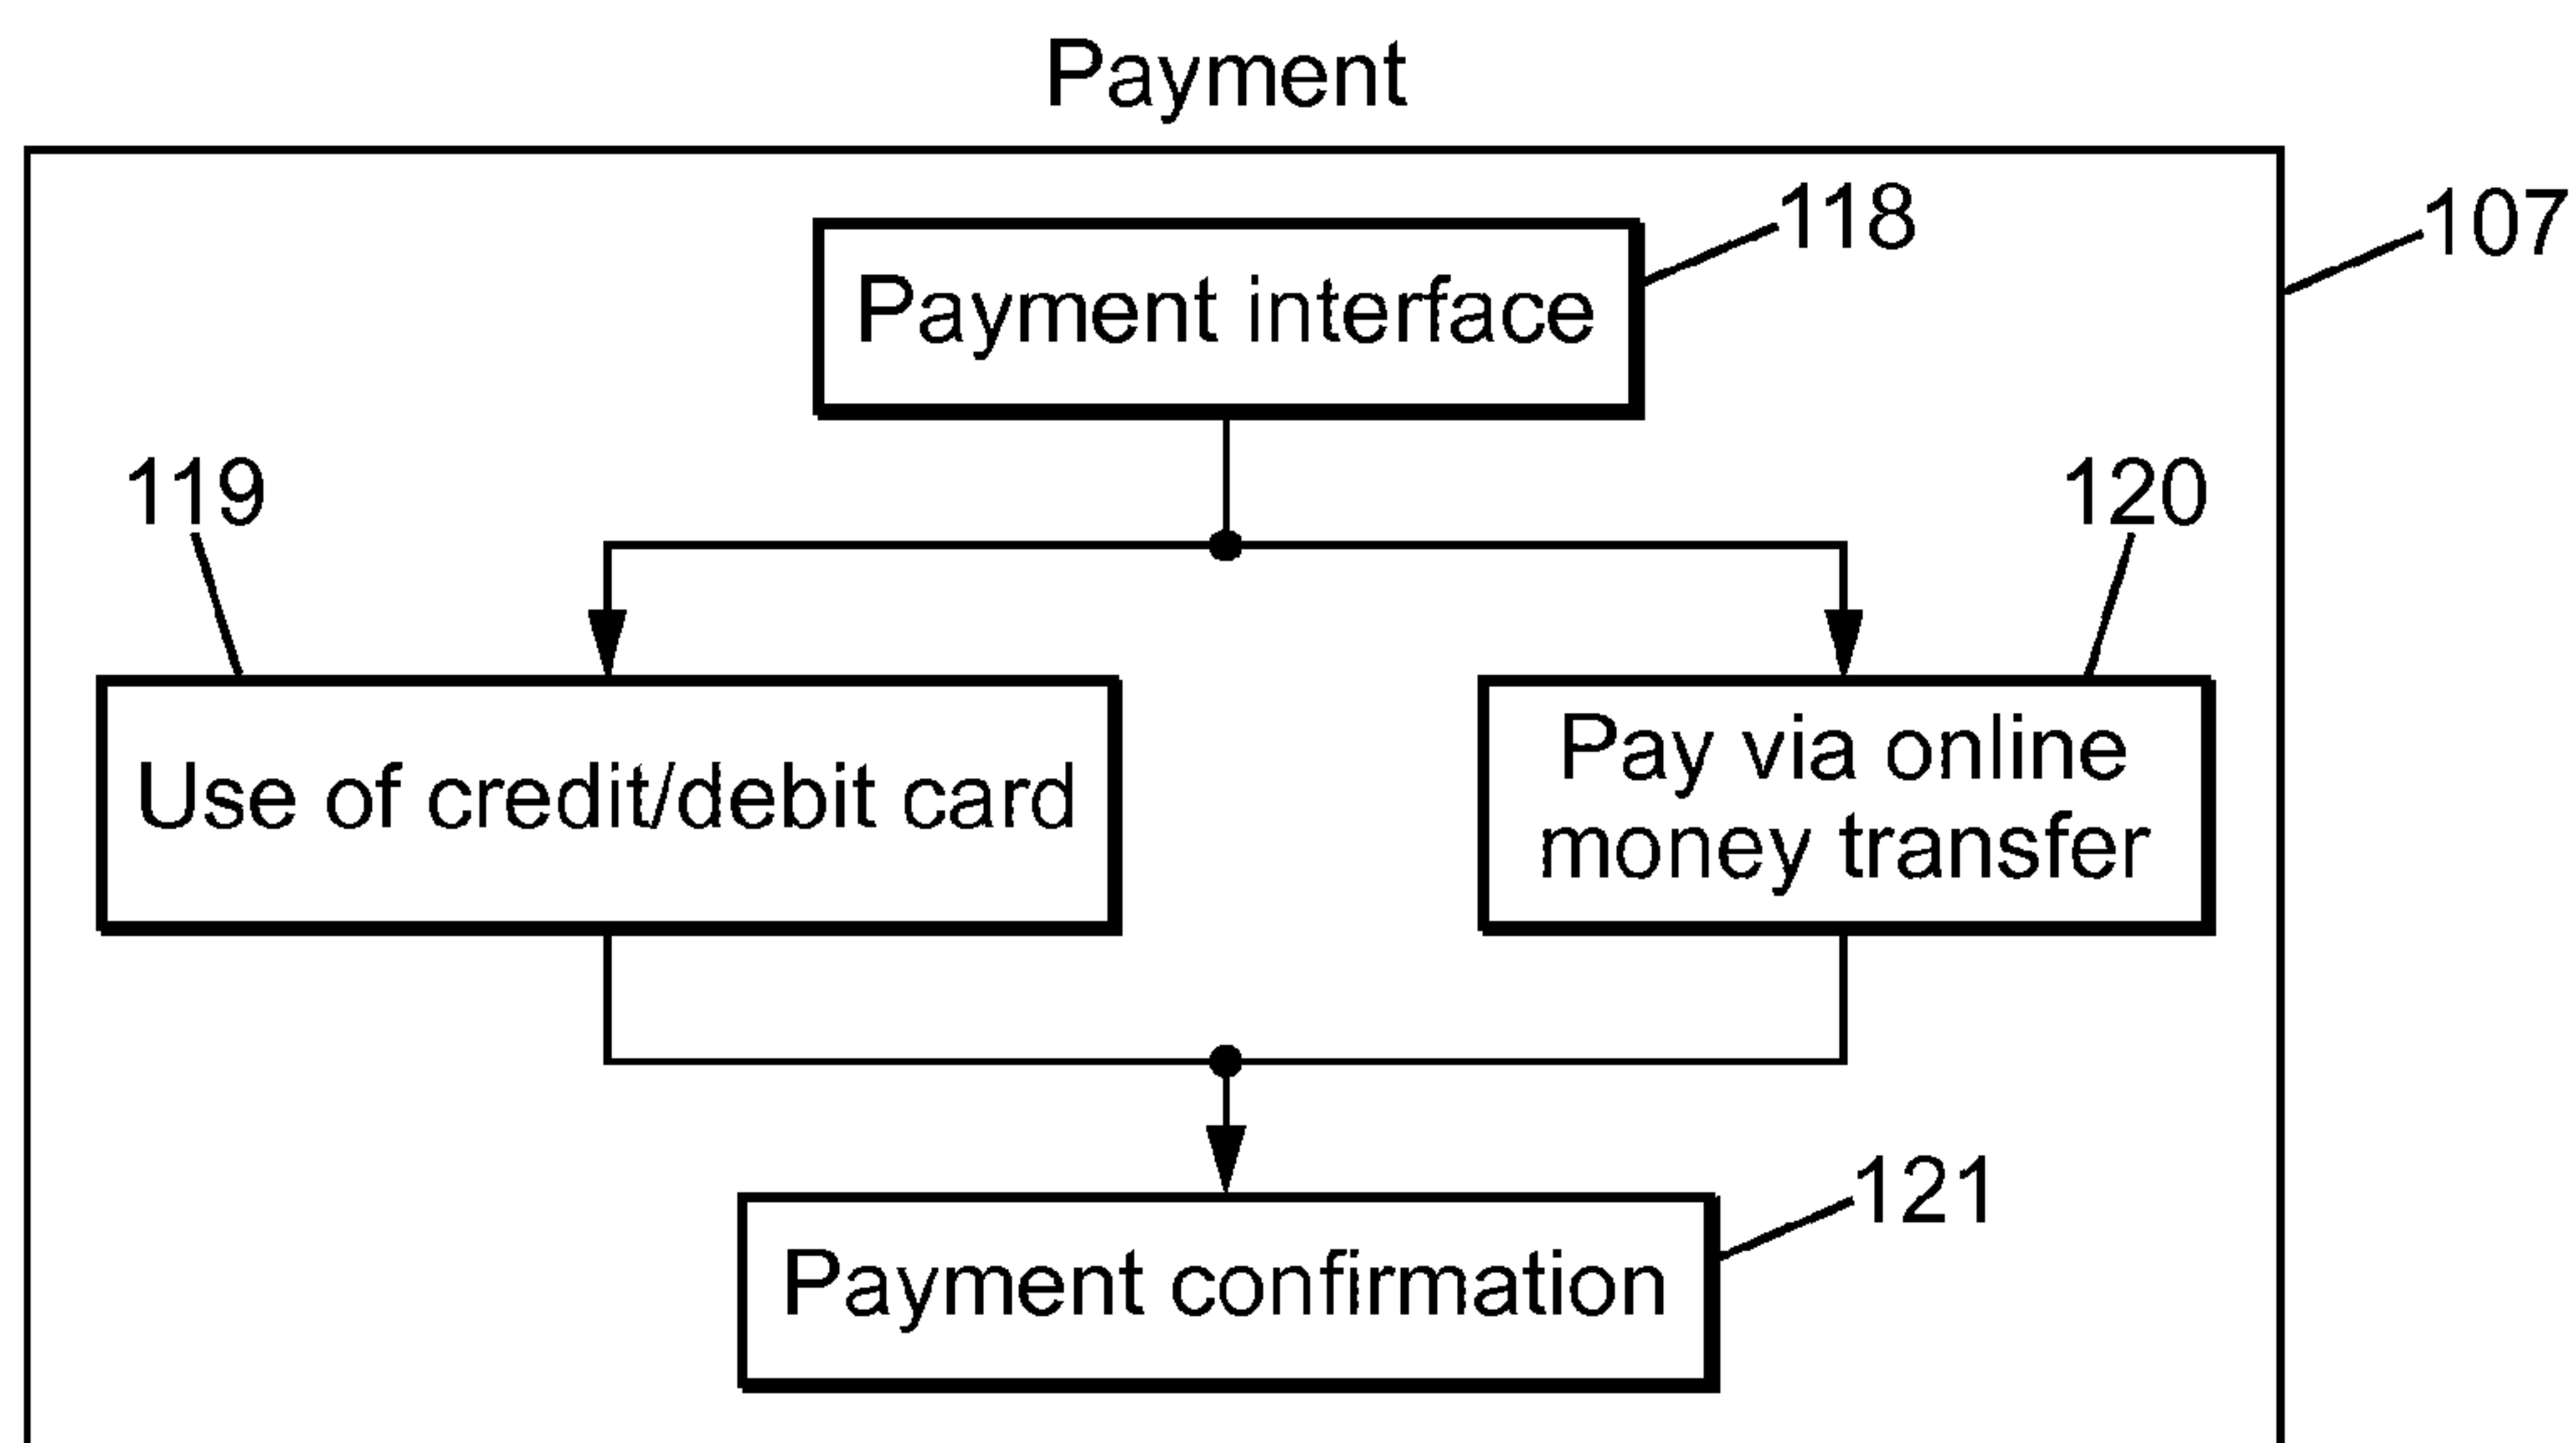 Payment
118
107
Payment interface
119
120
Use of credit/debit card
Pay via online
money transfer
121
Payment confirmation